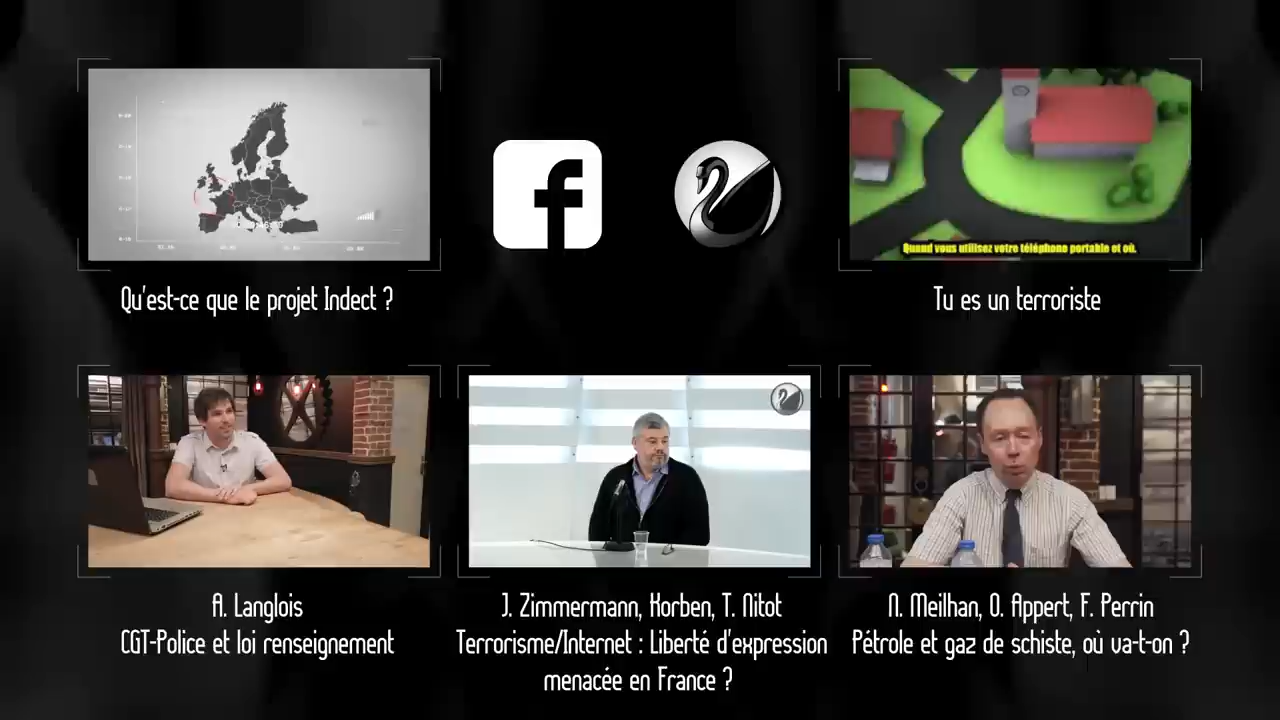 Quand vous utilisez votre téléphone portable et où.
Qu'est-ce que le projet Indect ?
Tu es un terroriste
A. Langlois
CGT-Police et loi renseignement
J. Zimmermann, Korben, T. Nitot
Terrorisme/Internet : Liberté d'expression
menacée en France ?
N. Meilhan, O. Appert, F. Perrin
Pétrole et gaz de schiste, où va-t-on ?